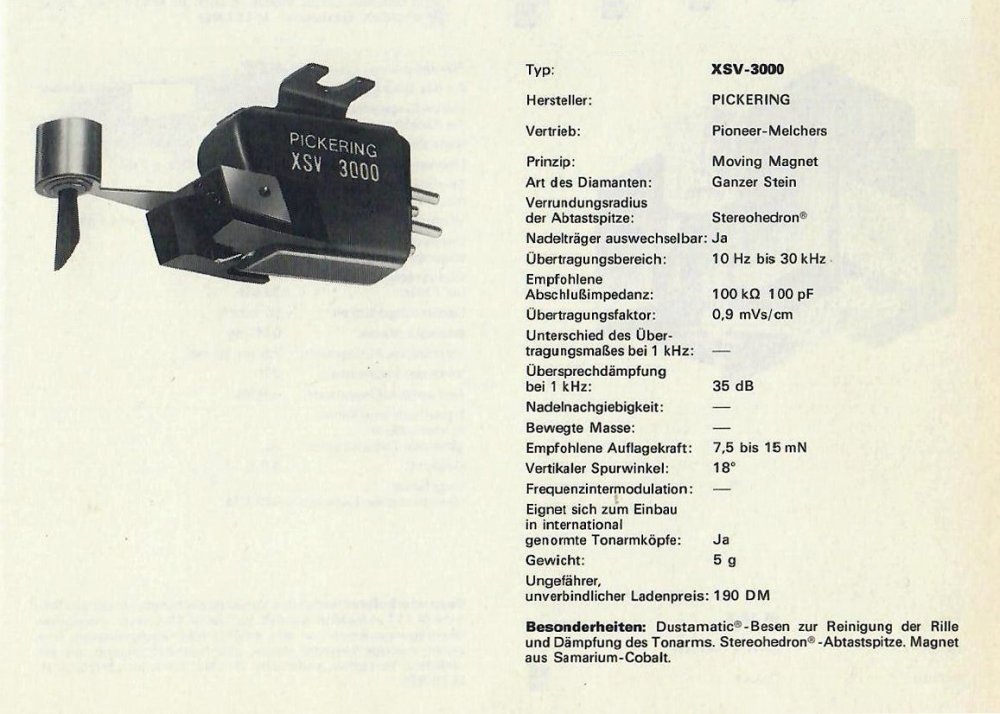 PICKERING
XSV 3000
Typ: XSV-3000
Hersteller: PICKERING
Vertrieb: Pioneer-Melchers
Prinzip: Moving Magnet
Art des Diamanten: Ganzer Stein
Verrundungsradius
der Abtastspitze: Stereohedron®
Nadelträger auswechselbar: Ja
Übertragungsbereich: 10 Hz bis 30 kHz
Empfohlene
Abschlußimpedanz: 100 kΩ 100 pF
Übertragungsfaktor: 0,9 mVs/cm
Unterschied des Über-
tragungsmaßes bei 1 kHz: —
Übersprechdämpfung
bei 1 kHz: 35 dB
Nadelnachgiebigkeit: —
Bewegte Masse: —
Empfohlene Auflagekraft: 7,5 bis 15 mN
Vertikaler Spurwinkel: 18°
Frequenzintermodulation: —
Eignet sich zum Einbau
in international
genormte Tonarmköpfe: Ja
Gewicht: 5 g
Ungefährer,
unverbindlicher Ladenpreis: 190 DM
Besonderheiten: Dustamatic®-Besen zur Reinigung der Rille
und Dämpfung des Tonarms. Stereohedron®-Abtastspitze. Magnet
aus Samarium-Cobalt.